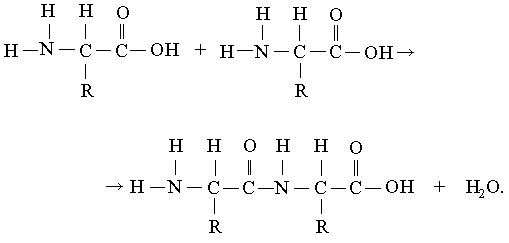 H H O H H O
H—N—C—C—OH + H—N—C—C—OH→
R R
H H O H H O
→H—N—C—C—N—C—C—OH + H₂O.
R R